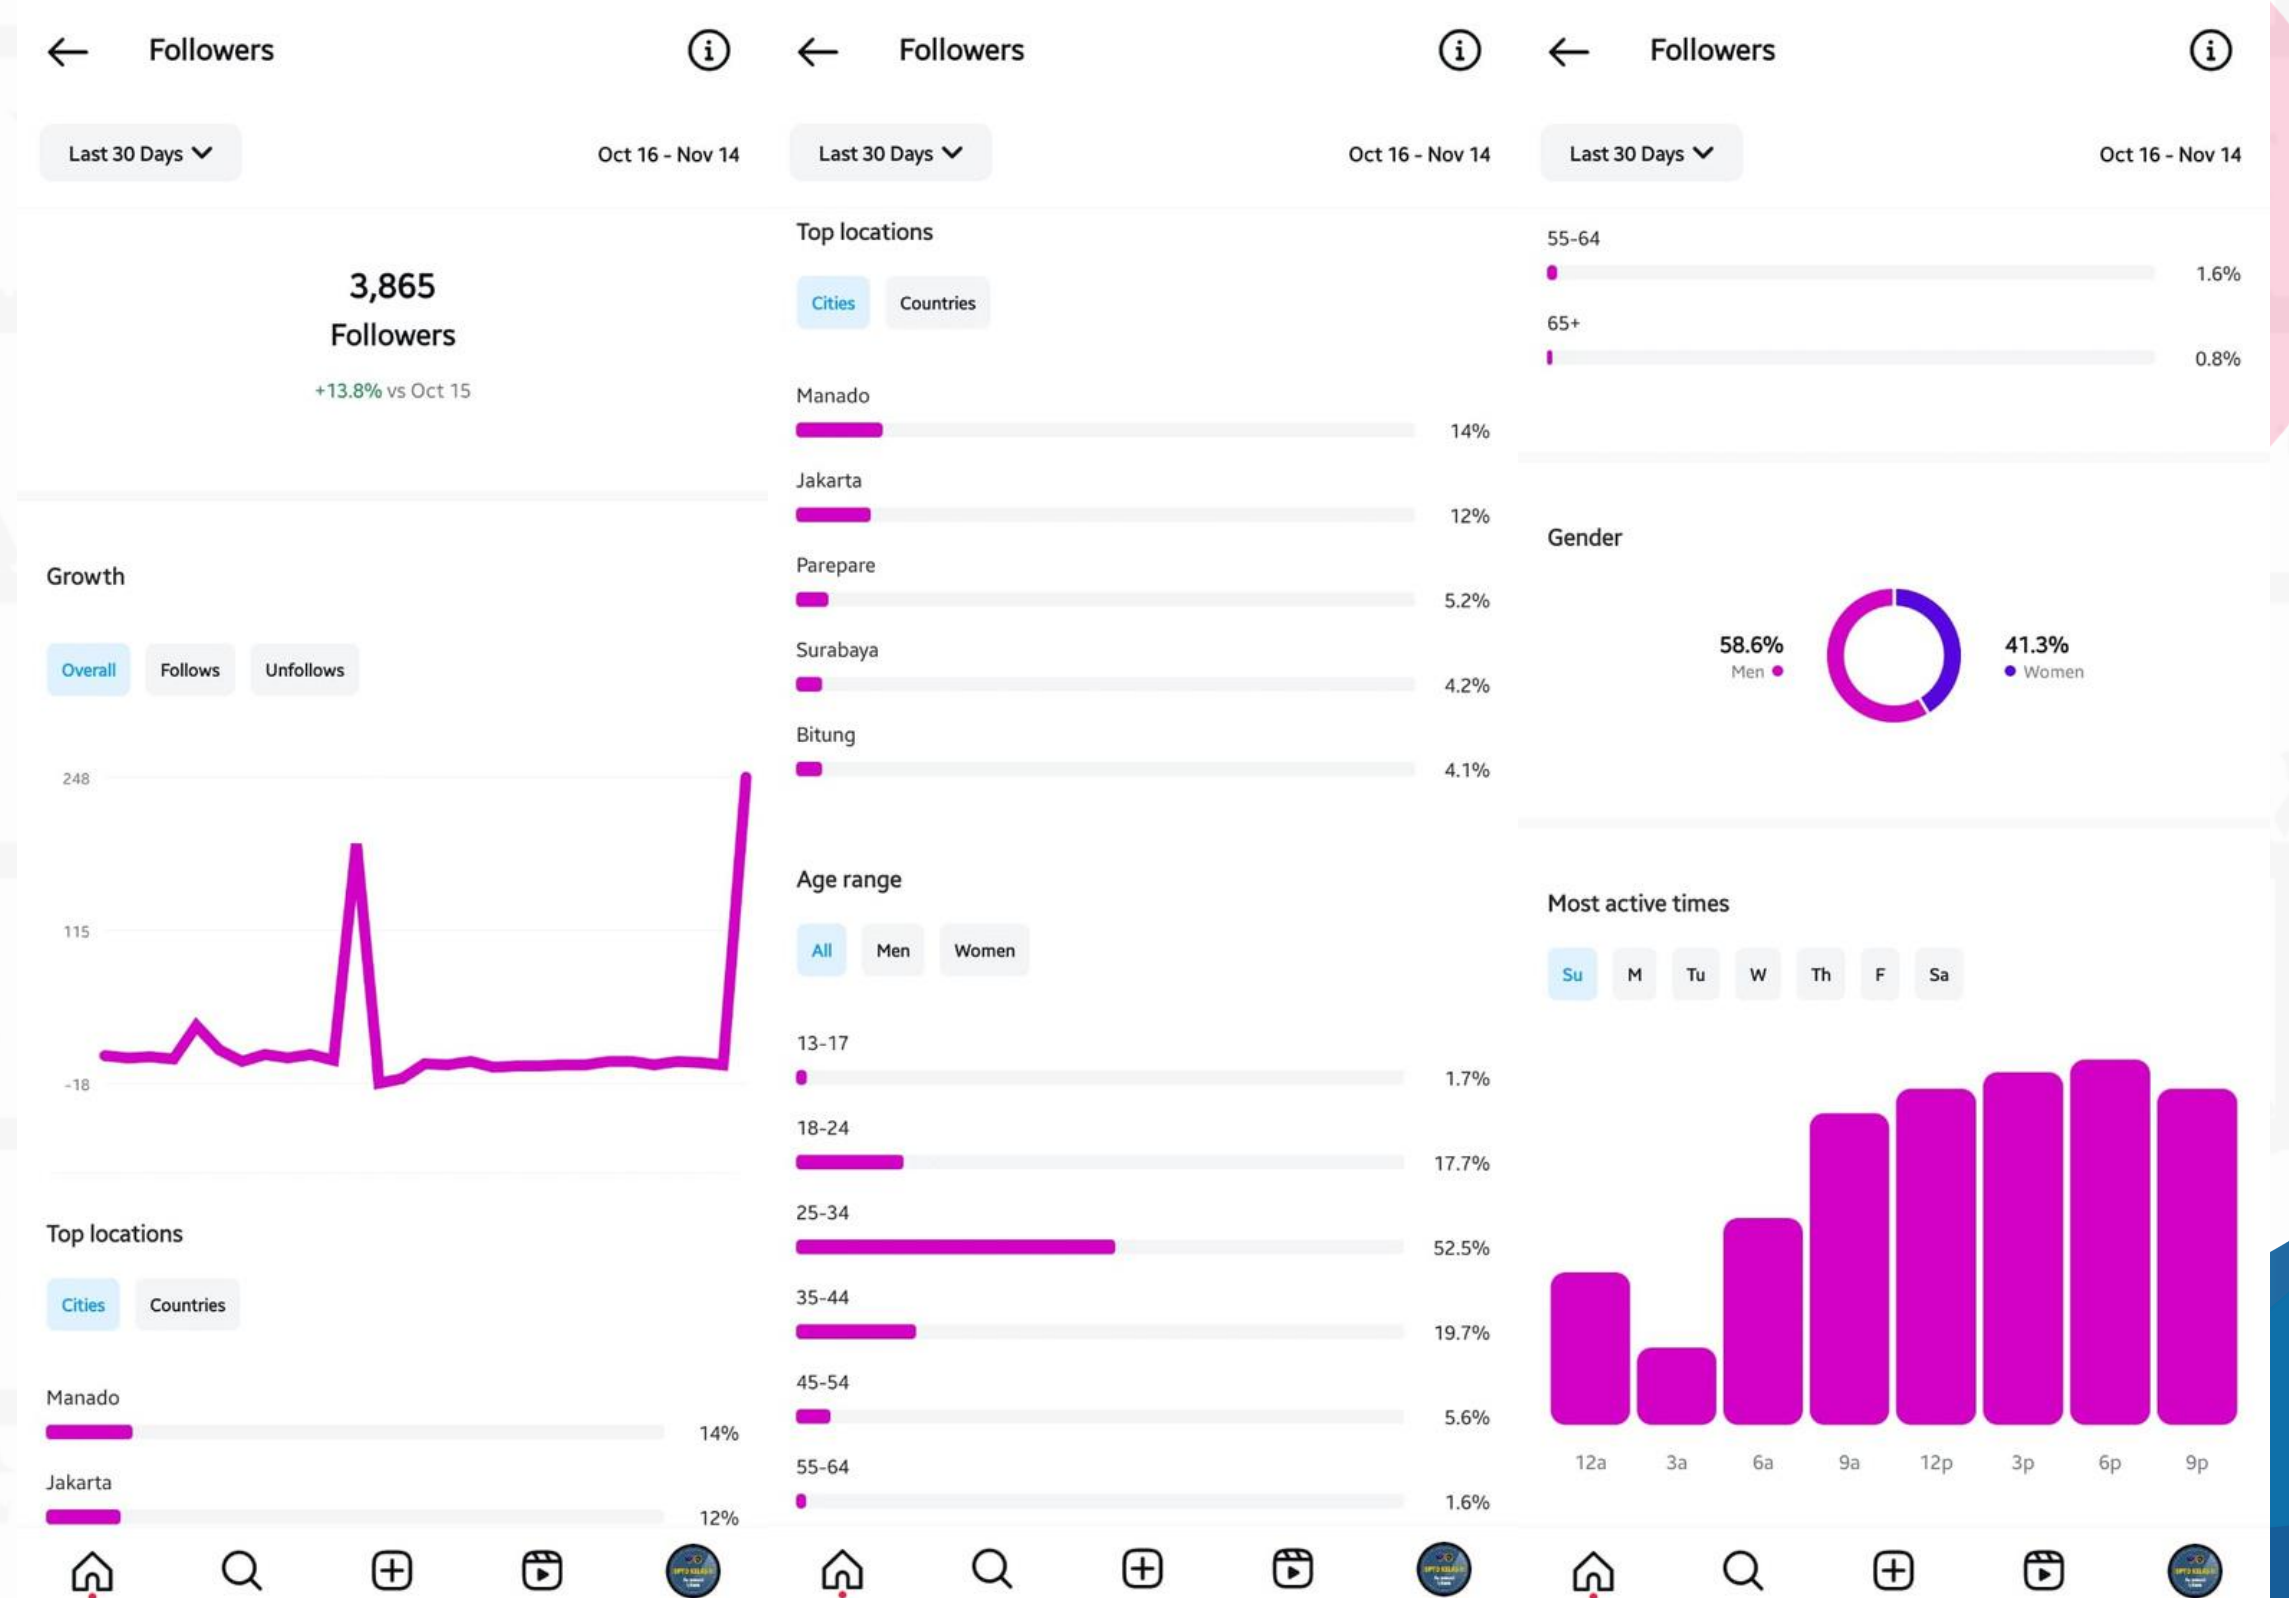 Followers
Last 30 Days
Oct 16 - Nov 14
3,865
Followers
+13.8% vs Oct 15
Growth
Overall
Follows
Unfollows
248
115
-18
Top locations
Cities
Countries
Manado
14%
Jakarta
12%
Followers
Last 30 Days
Oct 16 - Nov 14
Top locations
Cities
Countries
Manado
14%
Jakarta
12%
Parepare
5.2%
Surabaya
4.2%
Bitung
4.1%
Age range
All
Men
Women
13-17
1.7%
18-24
17.7%
25-34
52.5%
35-44
19.7%
45-54
5.6%
55-64
1.6%
Followers
Last 30 Days
Oct 16 - Nov 14
55-64
1.6%
65+
0.8%
Gender
58.6%
Men
41.3%
Women
Most active times
Su
M
Tu
W
Th
F
Sa
12a
3a
6a
9a
12p
3p
6p
9p